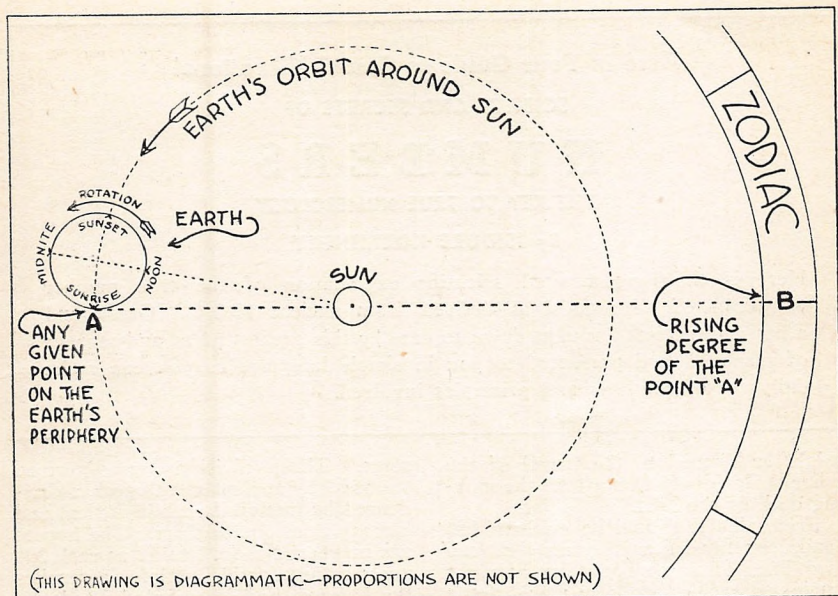 EARTH'S ORBIT AROUND SUN
ZODIAC
ROTATION
SUNSET
MIDNITE
NOON
SUNRISE
EARTH
SUN
A
B
ANY
GIVEN
POINT
ON THE
EARTH'S
PERIPHERY
RISING
DEGREE
OF THE
POINT "A"
(THIS DRAWING IS DIAGRAMMATIC—PROPORTIONS ARE NOT SHOWN)